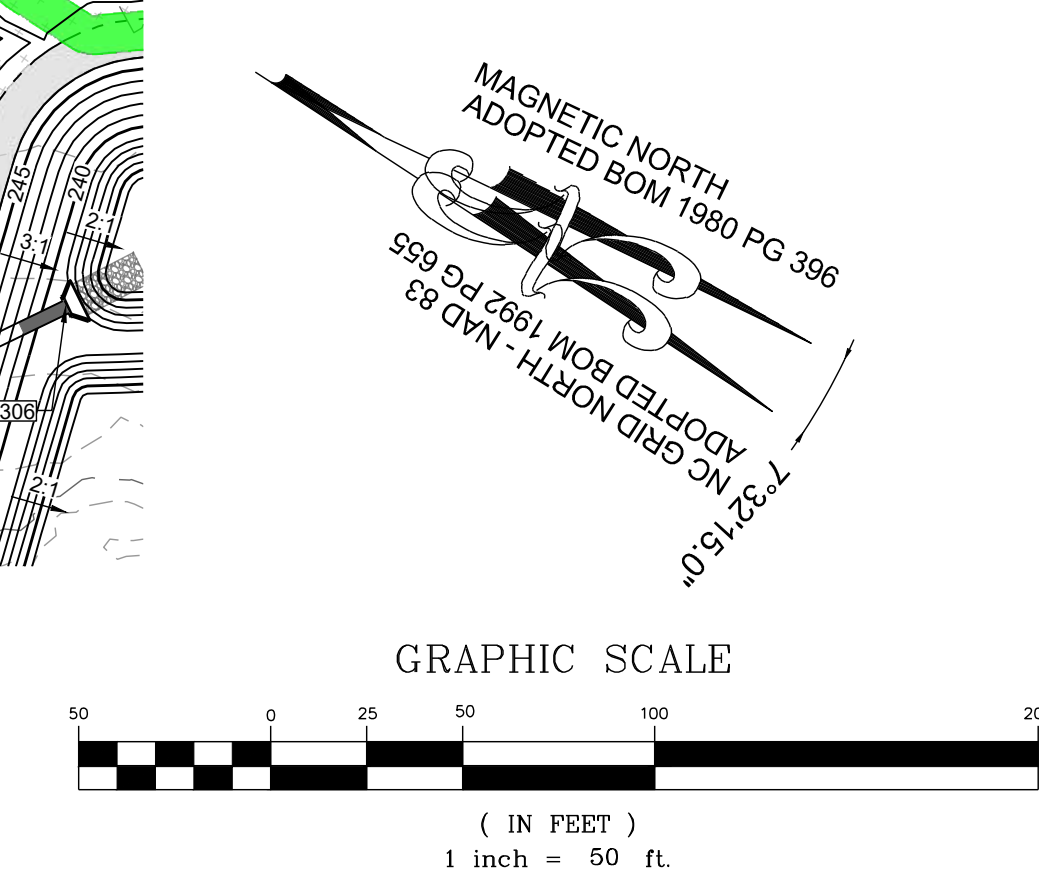 MAGNETIC NORTH
ADOPTED BOM 1980 PG 396
NC GRID NORTH - NAD 83
ADOPTED BOM 1992 PG 655
7°32'15.0"
245
240
2:1
3:1
306
2:1
GRAPHIC SCALE
50 0 25 50 100
( IN FEET )
1 inch = 50 ft.